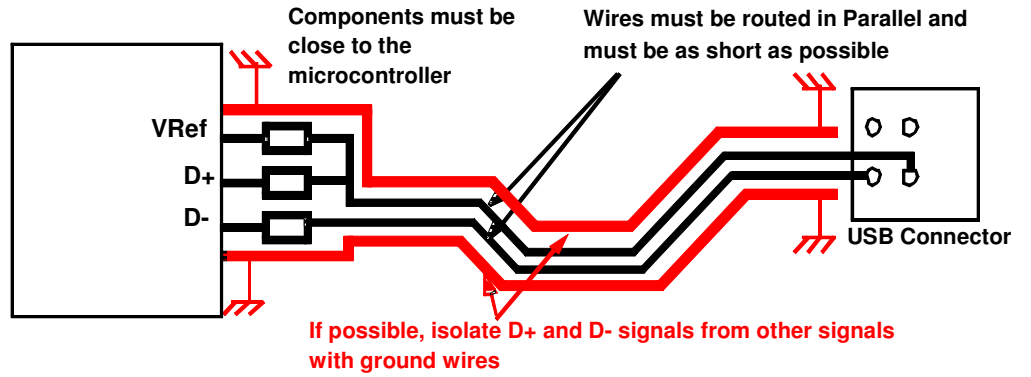 Components must be
close to the
microcontroller
Wires must be routed in Parallel and
must be as short as possible
VRef
D+
D-
USB Connector
If possible, isolate D+ and D- signals from other signals
with ground wires